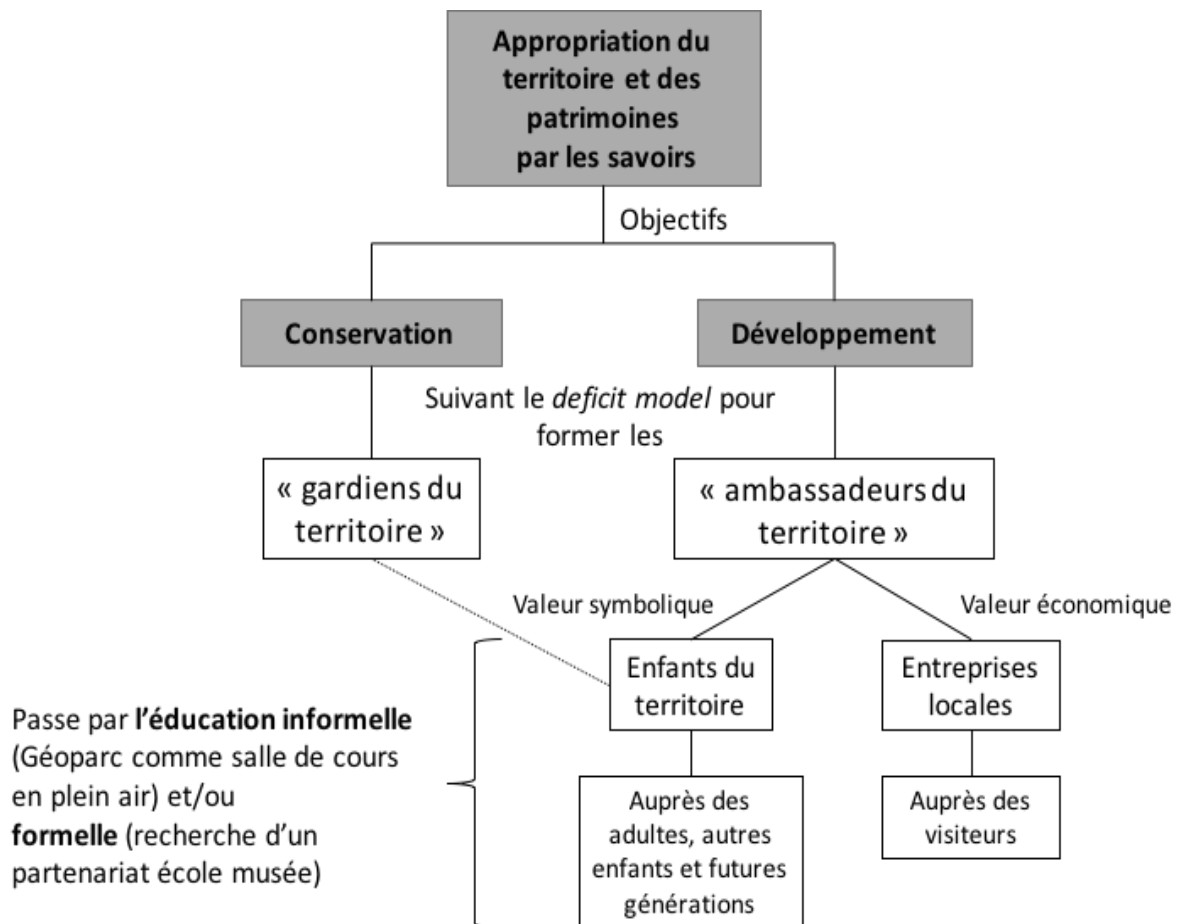 Appropriation du
territoire et des
patrimoines
par les savoirs
Objectifs
Conservation
Développement
Suivant le deficit model pour
former les
« gardiens du
territoire »
« ambassadeurs du
territoire »
Valeur symbolique
Valeur économique
Enfants du
territoire
Entreprises
locales
Passe par l’éducation informelle
(Géoparc comme salle de cours
en plein air) et/ou
formelle (recherche d’un
partenariat école musée)
Auprès des
adultes, autres
enfants et futures
générations
Auprès des
visiteurs